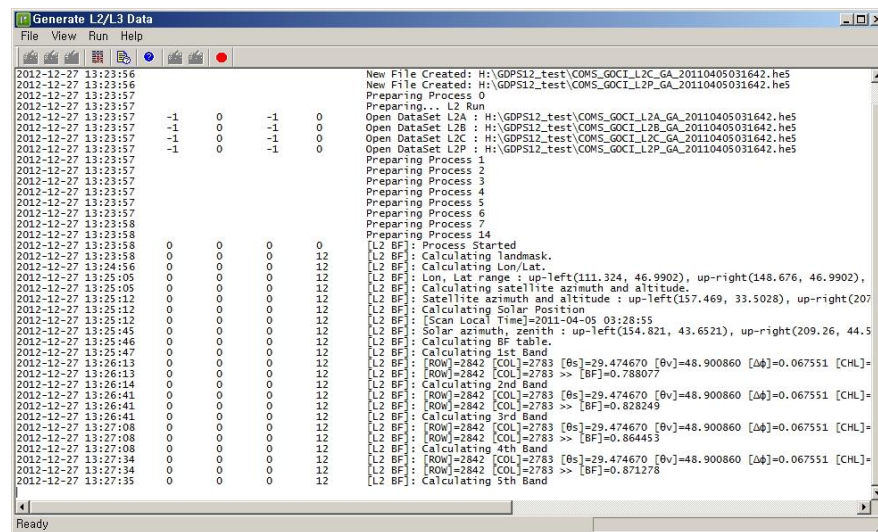 Generate L2/L3 Data
File View Run Help
2012-12-27 13:23:56 New File Created: H:\GDPS12_test\COMS_GOCI_L2C_GA_20110405031642.he5
2012-12-27 13:23:56 New File Created: H:\GDPS12_test\COMS_GOCI_L2P_GA_20110405031642.he5
2012-12-27 13:23:57 Preparing Process 0
2012-12-27 13:23:57 Preparing... L2 Run
2012-12-27 13:23:57 -1 0 -1 0 Open DataSet L2A : H:\GDPS12_test\COMS_GOCI_L2A_GA_20110405031642.he5
2012-12-27 13:23:57 -1 0 -1 0 Open DataSet L2B : H:\GDPS12_test\COMS_GOCI_L2B_GA_20110405031642.he5
2012-12-27 13:23:57 -1 0 -1 0 Open DataSet L2C : H:\GDPS12_test\COMS_GOCI_L2C_GA_20110405031642.he5
2012-12-27 13:23:57 -1 0 -1 0 Open DataSet L2P : H:\GDPS12_test\COMS_GOCI_L2P_GA_20110405031642.he5
2012-12-27 13:23:57 Preparing Process 1
2012-12-27 13:23:57 Preparing Process 2
2012-12-27 13:23:57 Preparing Process 3
2012-12-27 13:23:57 Preparing Process 4
2012-12-27 13:23:57 Preparing Process 5
2012-12-27 13:23:57 Preparing Process 6
2012-12-27 13:23:58 Preparing Process 7
2012-12-27 13:23:58 Preparing Process 14
2012-12-27 13:23:58 0 0 0 0 [L2 BF]: Process Started
2012-12-27 13:23:58 0 0 0 12 [L2 BF]: Calculating landmask.
2012-12-27 13:24:56 0 0 0 12 [L2 BF]: Calculating Lon/Lat.
2012-12-27 13:25:05 0 0 0 12 [L2 BF]: Lon, Lat range : up-left(111.324, 46.9902), up-right(148.676, 46.9902),
2012-12-27 13:25:05 0 0 0 12 [L2 BF]: Calculating satellite azimuth and altitude.
2012-12-27 13:25:12 0 0 0 12 [L2 BF]: Satellite azimuth and altitude : up-left(157.469, 33.5028), up-right(207
2012-12-27 13:25:12 0 0 0 12 [L2 BF]: Calculating Solar Position
2012-12-27 13:25:12 0 0 0 12 [L2 BF]: [Scan Local Time]=2011-04-05 03:28:55
2012-12-27 13:25:45 0 0 0 12 [L2 BF]: Solar azimuth, zenith : up-left(154.821, 43.6521), up-right(209.26, 44.5
2012-12-27 13:25:46 0 0 0 12 [L2 BF]: Calculating BF table.
2012-12-27 13:25:47 0 0 0 12 [L2 BF]: Calculating 1st Band
2012-12-27 13:26:13 0 0 0 12 [L2 BF]: [ROW]=2842 [COL]=2783 [θs]=29.474670 [θv]=48.900860 [Δφ]=0.067551 [CHL]=
2012-12-27 13:26:13 0 0 0 12 [L2 BF]: [ROW]=2842 [COL]=2783 >> [BF]=0.788077
2012-12-27 13:26:14 0 0 0 12 [L2 BF]: Calculating 2nd Band
2012-12-27 13:26:41 0 0 0 12 [L2 BF]: [ROW]=2842 [COL]=2783 [θs]=29.474670 [θv]=48.900860 [Δφ]=0.067551 [CHL]=
2012-12-27 13:26:41 0 0 0 12 [L2 BF]: [ROW]=2842 [COL]=2783 >> [BF]=0.828249
2012-12-27 13:26:41 0 0 0 12 [L2 BF]: Calculating 3rd Band
2012-12-27 13:27:08 0 0 0 12 [L2 BF]: [ROW]=2842 [COL]=2783 [θs]=29.474670 [θv]=48.900860 [Δφ]=0.067551 [CHL]=
2012-12-27 13:27:08 0 0 0 12 [L2 BF]: [ROW]=2842 [COL]=2783 >> [BF]=0.864453
2012-12-27 13:27:08 0 0 0 12 [L2 BF]: Calculating 4th Band
2012-12-27 13:27:34 0 0 0 12 [L2 BF]: [ROW]=2842 [COL]=2783 [θs]=29.474670 [θv]=48.900860 [Δφ]=0.067551 [CHL]=
2012-12-27 13:27:34 0 0 0 12 [L2 BF]: [ROW]=2842 [COL]=2783 >> [BF]=0.871278
2012-12-27 13:27:35 0 0 0 12 [L2 BF]: Calculating 5th Band
Ready